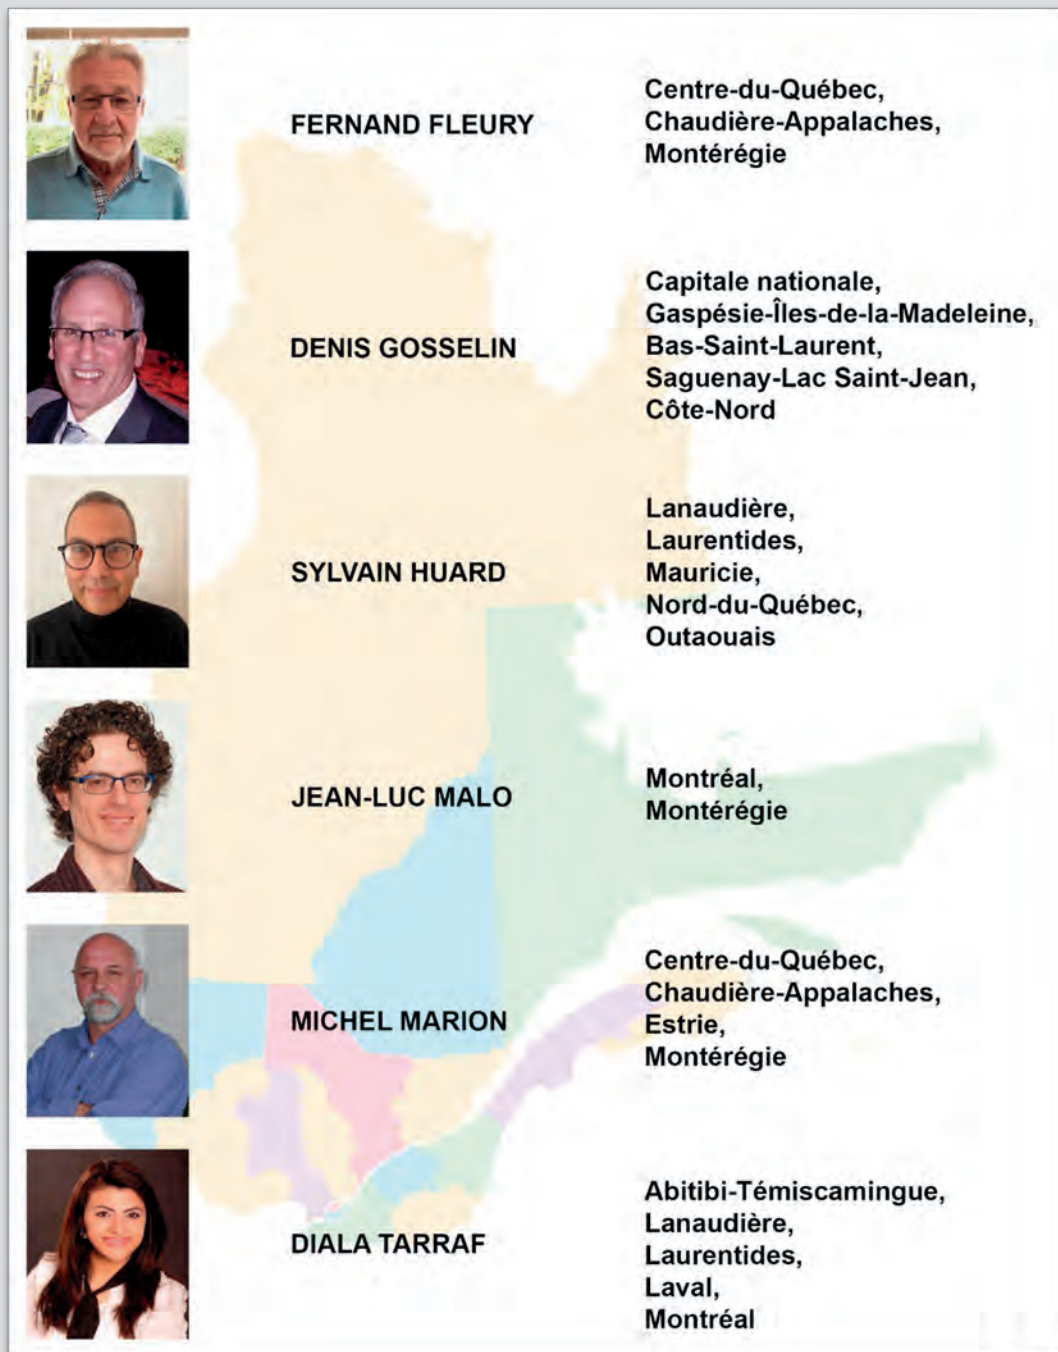 FERNAND FLEURY
Centre-du-Québec,
Chaudière-Appalaches,
Montérégie
DENIS GOSSELIN
Capitale nationale,
Gaspésie-Îles-de-la-Madeleine,
Bas-Saint-Laurent,
Saguenay-Lac Saint-Jean,
Côte-Nord
SYLVAIN HUARD
Lanaudière,
Laurentides,
Mauricie,
Nord-du-Québec,
Outaouais
JEAN-LUC MALO
Montréal,
Montérégie
MICHEL MARION
Centre-du-Québec,
Chaudière-Appalaches,
Estrie,
Montérégie
DIALA TARRAF
Abitibi-Témiscamingue,
Lanaudière,
Laurentides,
Laval,
Montréal